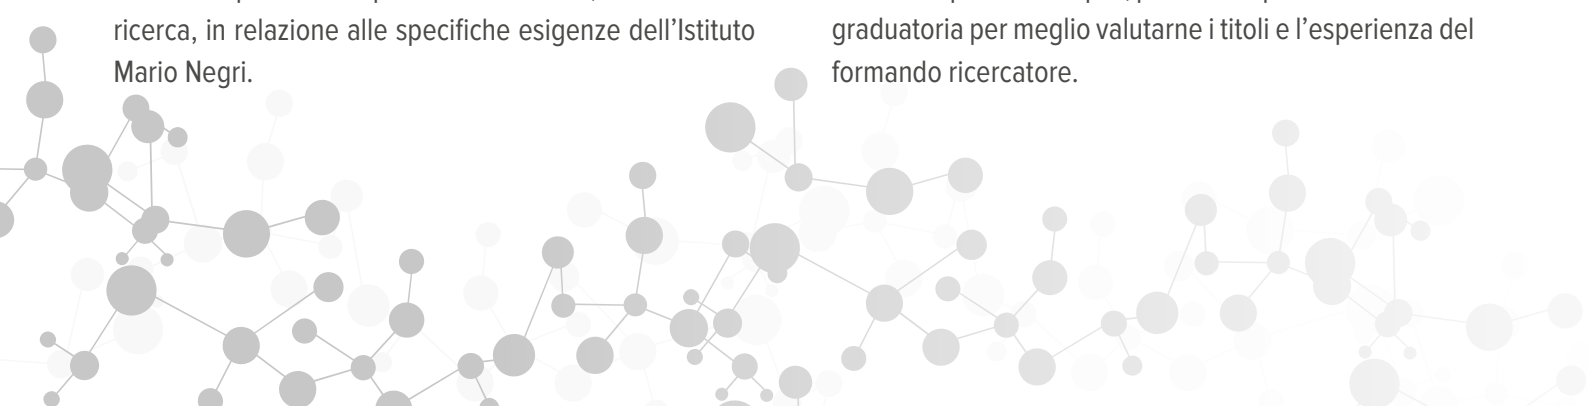 ricerca, in relazione alle specifiche esigenze dell’Istituto
Mario Negri.
graduatoria per meglio valutarne i titoli e l’esperienza del
formando ricercatore.